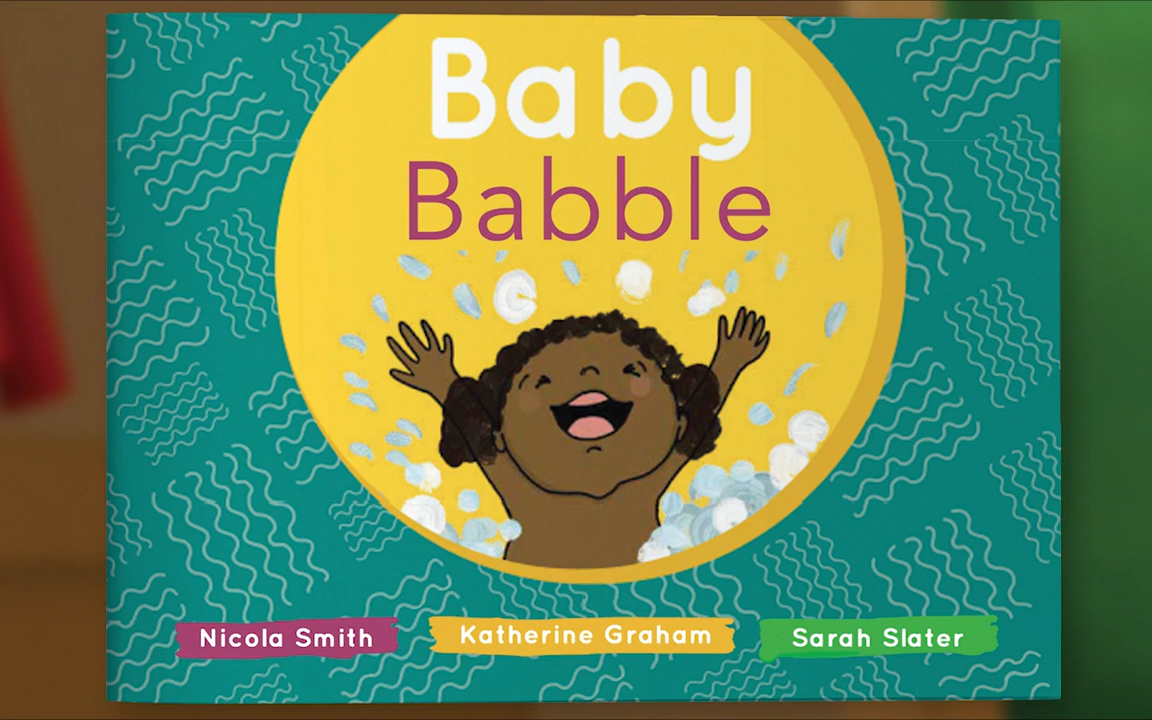 Baby
Babble
Nicola Smith
Katherine Graham
Sarah Slater